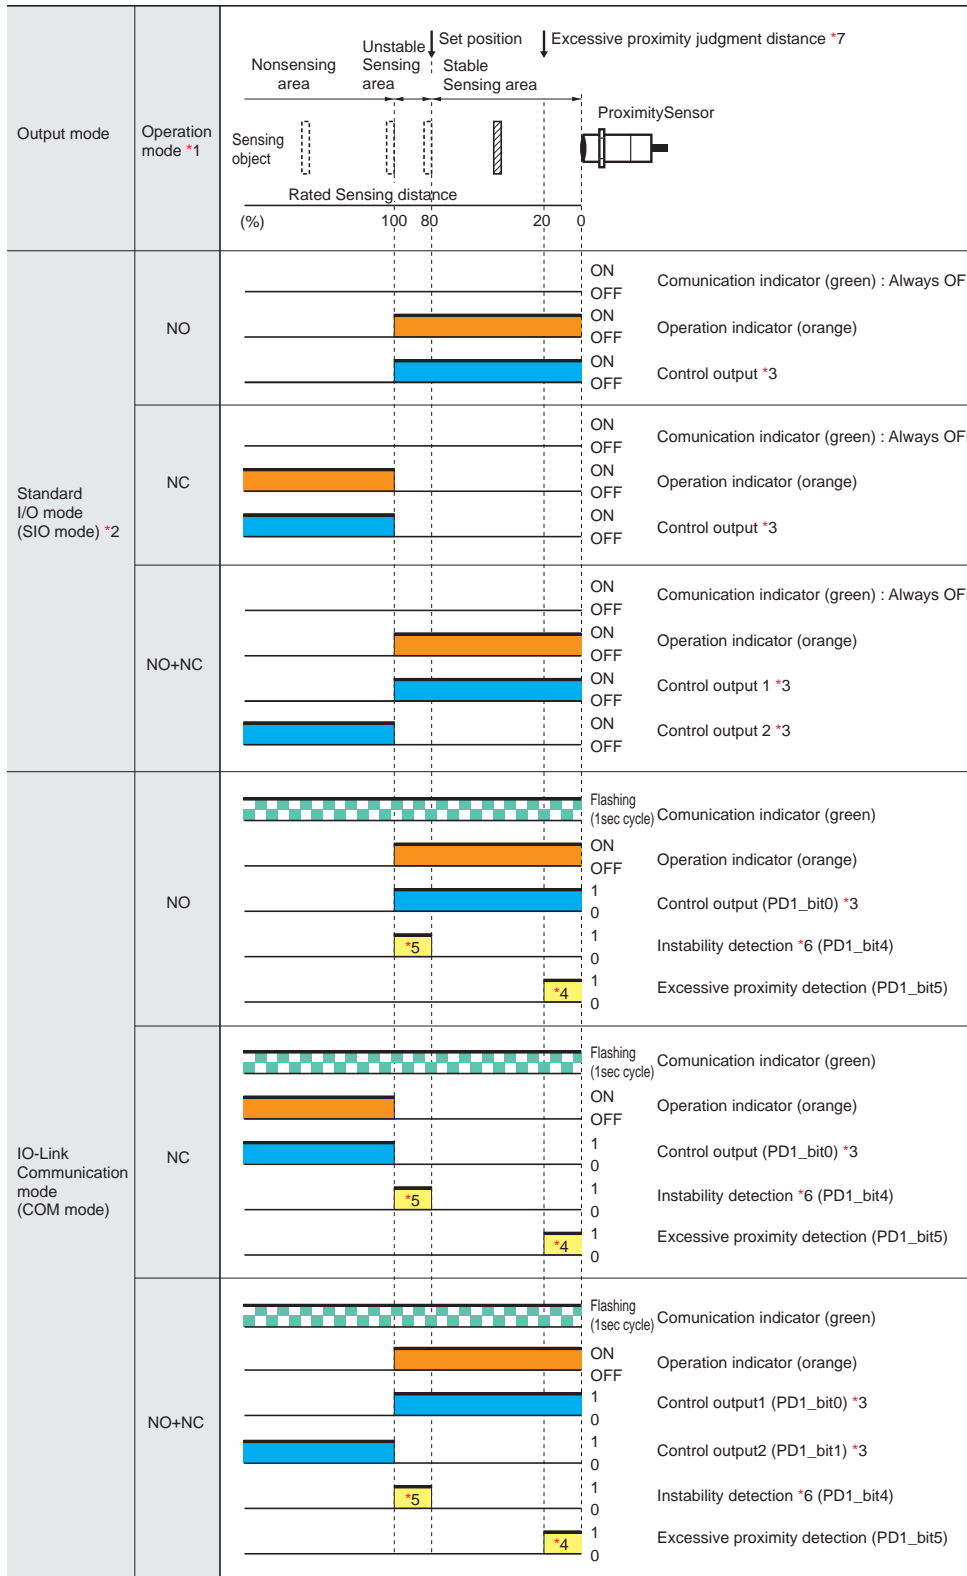 Output mode
Operation
mode *1
Set position
Excessive proximity judgment distance *7
Nonsensing
area
Unstable
Sensing
area
Stable
Sensing area
ProximitySensor
Sensing
object
Rated Sensing distance
(%)
100
80
20
0
Standard
I/O mode
(SIO mode) *2
NO
ON
OFF
Comunication indicator (green) : Always OF
ON
OFF
Operation indicator (orange)
ON
OFF
Control output *3
NC
ON
OFF
Comunication indicator (green) : Always OF
ON
OFF
Operation indicator (orange)
ON
OFF
Control output *3
NO+NC
ON
OFF
Comunication indicator (green) : Always OF
ON
OFF
Operation indicator (orange)
ON
OFF
Control output 1 *3
ON
OFF
Control output 2 *3
IO-Link
Communication
mode
(COM mode)
NO
Flashing
(1sec cycle)
Comunication indicator (green)
ON
OFF
Operation indicator (orange)
1
0
Control output (PD1_bit0) *3
*5
1
0
Instability detection *6 (PD1_bit4)
*4
1
0
Excessive proximity detection (PD1_bit5)
NC
Flashing
(1sec cycle)
Comunication indicator (green)
ON
OFF
Operation indicator (orange)
1
0
Control output (PD1_bit0) *3
*5
1
0
Instability detection *6 (PD1_bit4)
*4
1
0
Excessive proximity detection (PD1_bit5)
NO+NC
Flashing
(1sec cycle)
Comunication indicator (green)
ON
OFF
Operation indicator (orange)
1
0
Control output1 (PD1_bit0) *3
1
0
Control output2 (PD1_bit1) *3
*5
1
0
Instability detection *6 (PD1_bit4)
*4
1
0
Excessive proximity detection (PD1_bit5)